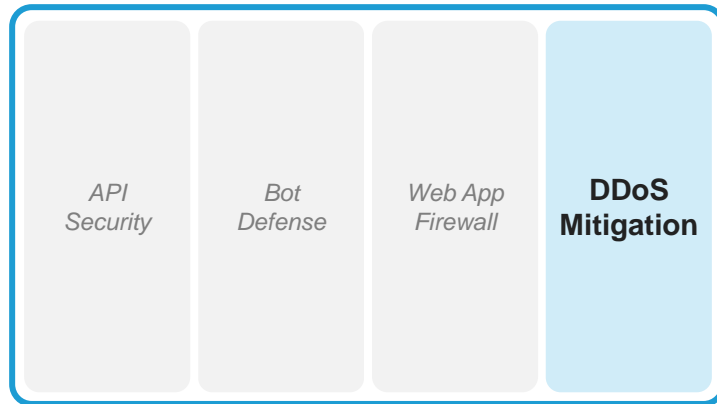 API
Security
Bot
Defense
Web App
Firewall
DDoS
Mitigation